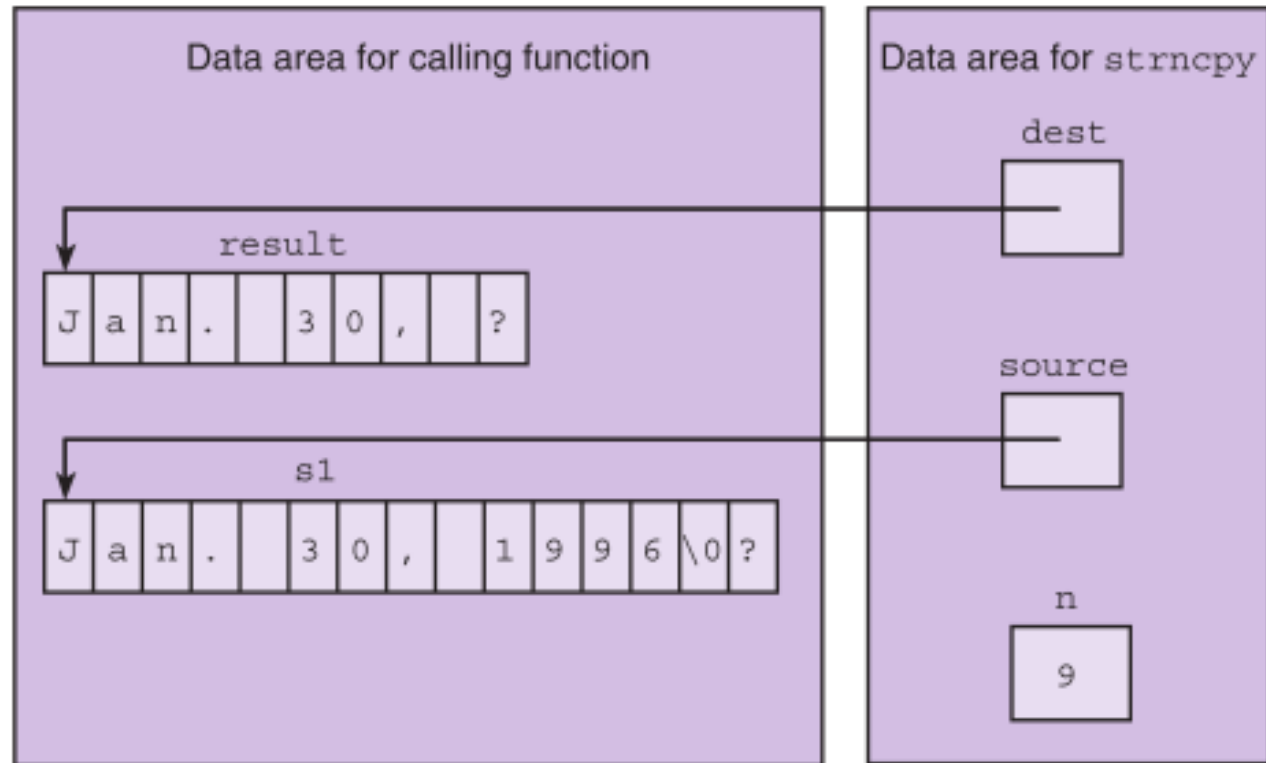 Data area for calling function
Data area for strncpy
dest
result
J a n .   3 0 ,   ?
source
s1
J a n .   3 0 ,   1 9 9 6 \0 ?
n
9